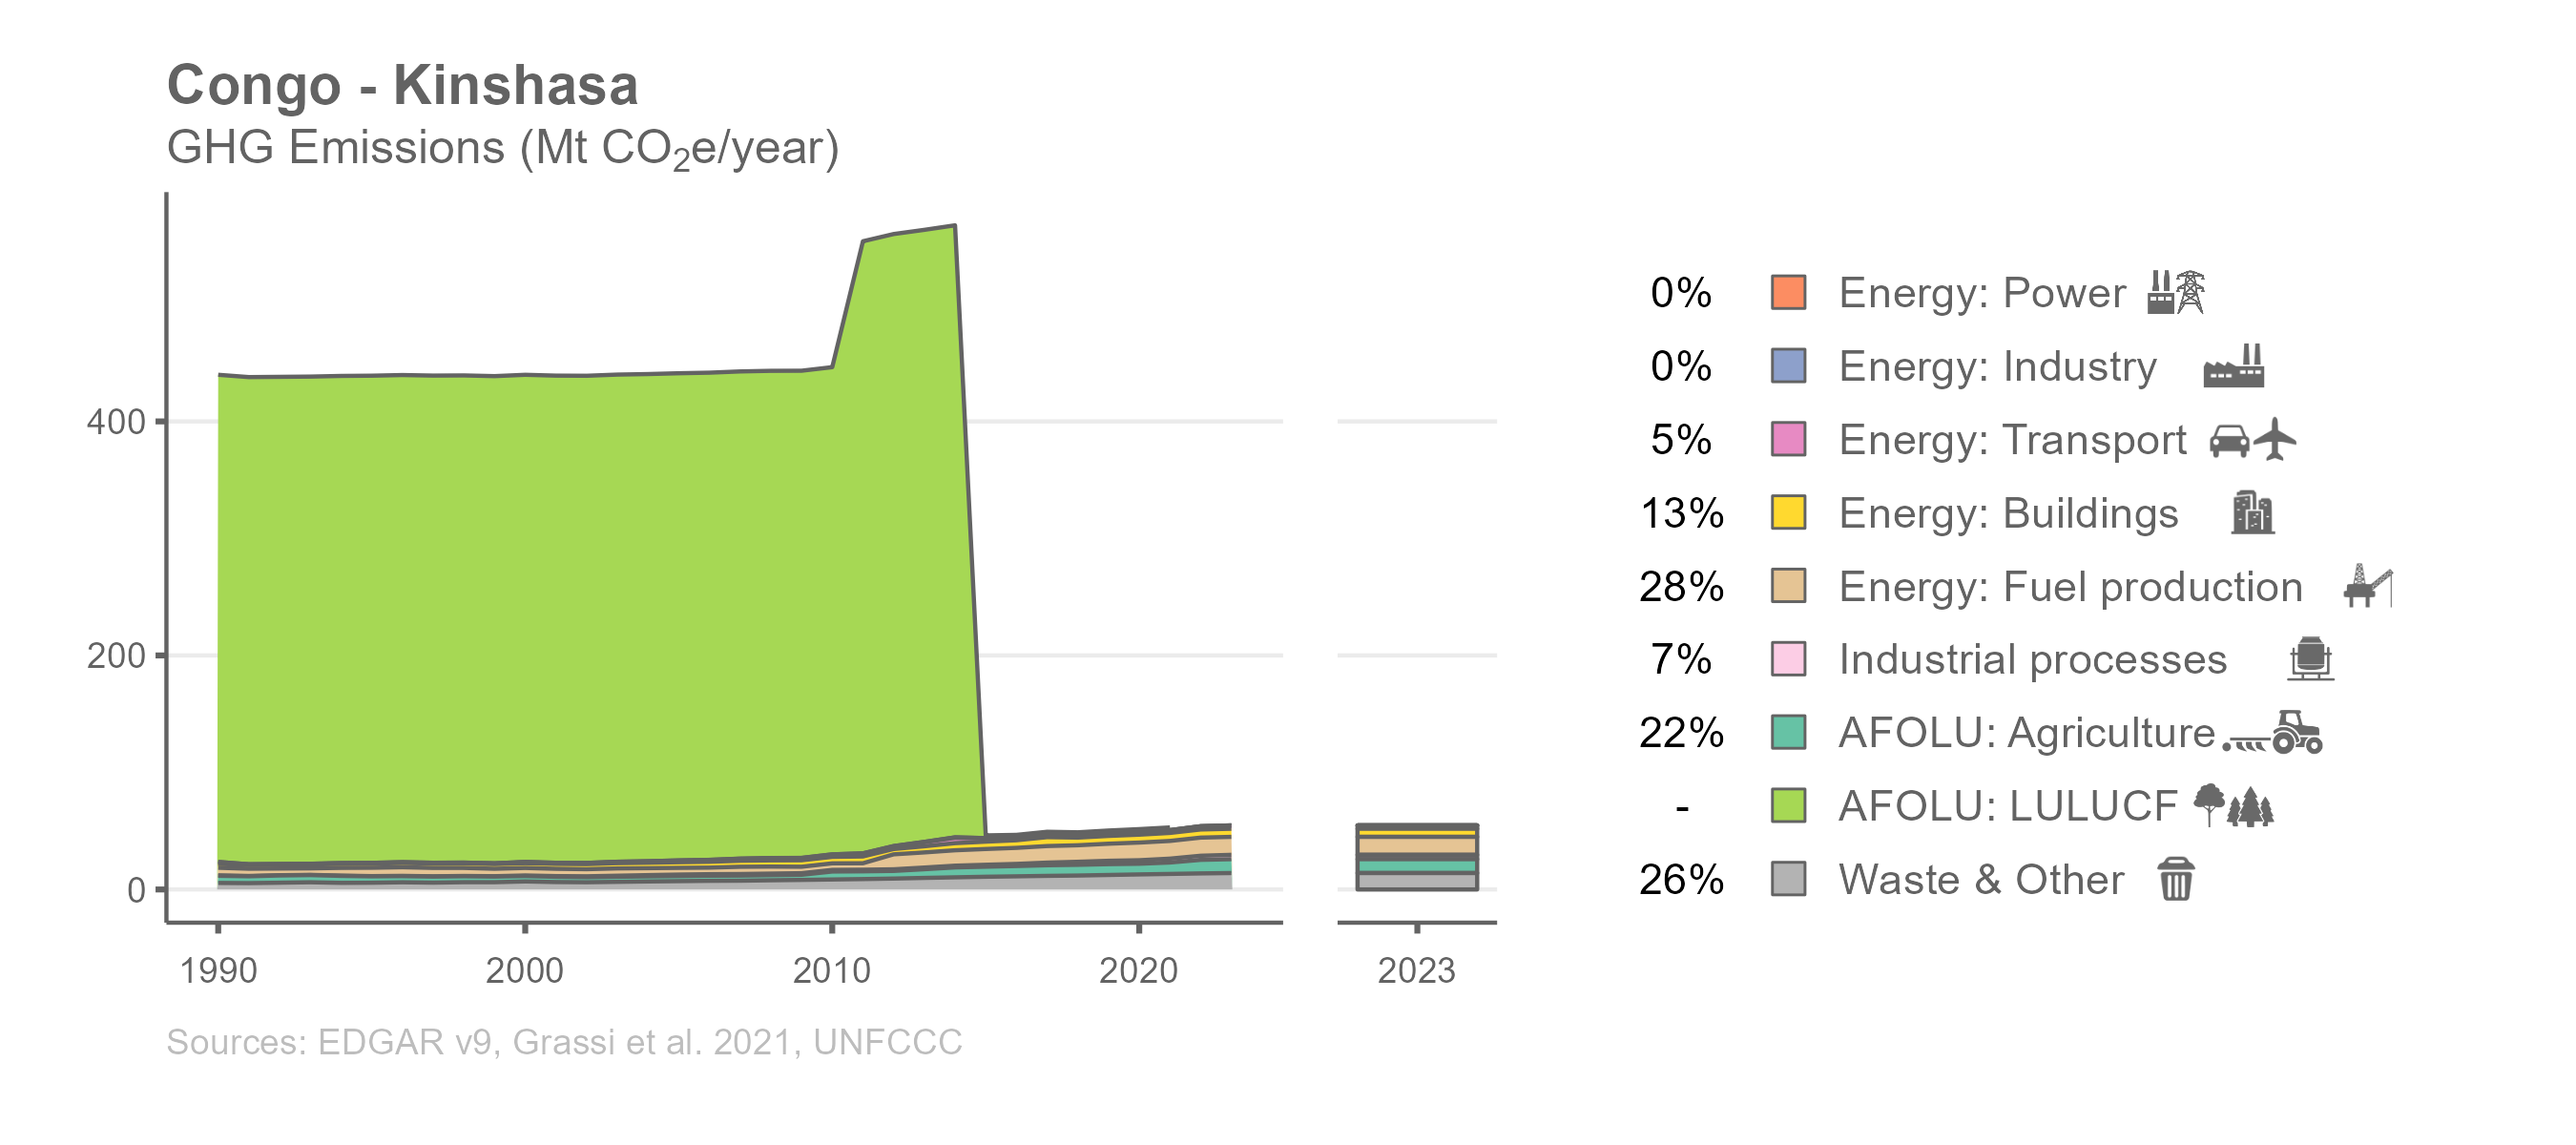 Congo - Kinshasa
GHG Emissions (Mt CO₂e/year)
400
200
0
1990 2000 2010 2020 2023
0% Energy: Power
0% Energy: Industry
5% Energy: Transport
13% Energy: Buildings
28% Energy: Fuel production
7% Industrial processes
22% AFOLU: Agriculture
- AFOLU: LULUCF
26% Waste & Other
Sources: EDGAR v9, Grassi et al. 2021, UNFCCC